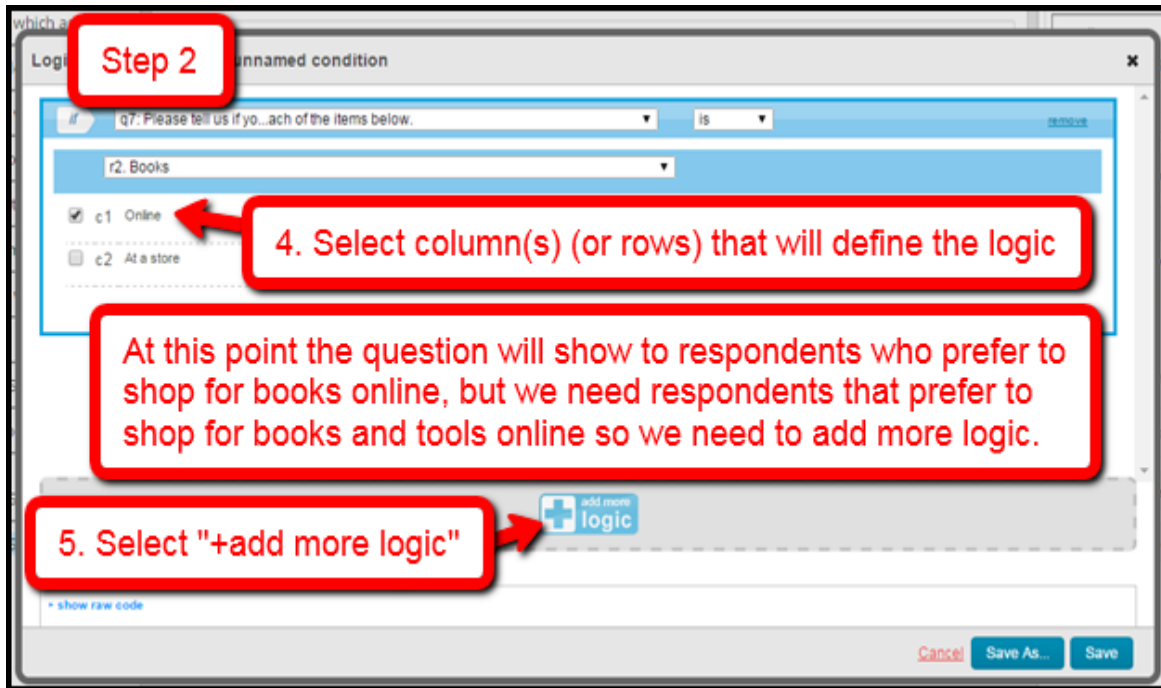 which a
Step 2
Logi unnamed condition
if q7: Please tell us if yo...ach of the items below. is remove
r2. Books
c1 Online
4. Select column(s) (or rows) that will define the logic
c2 At a store
At this point the question will show to respondents who prefer to
shop for books online, but we need respondents that prefer to
shop for books and tools online so we need to add more logic.
add more
logic
5. Select "+add more logic"
show raw code
Cancel Save As... Save